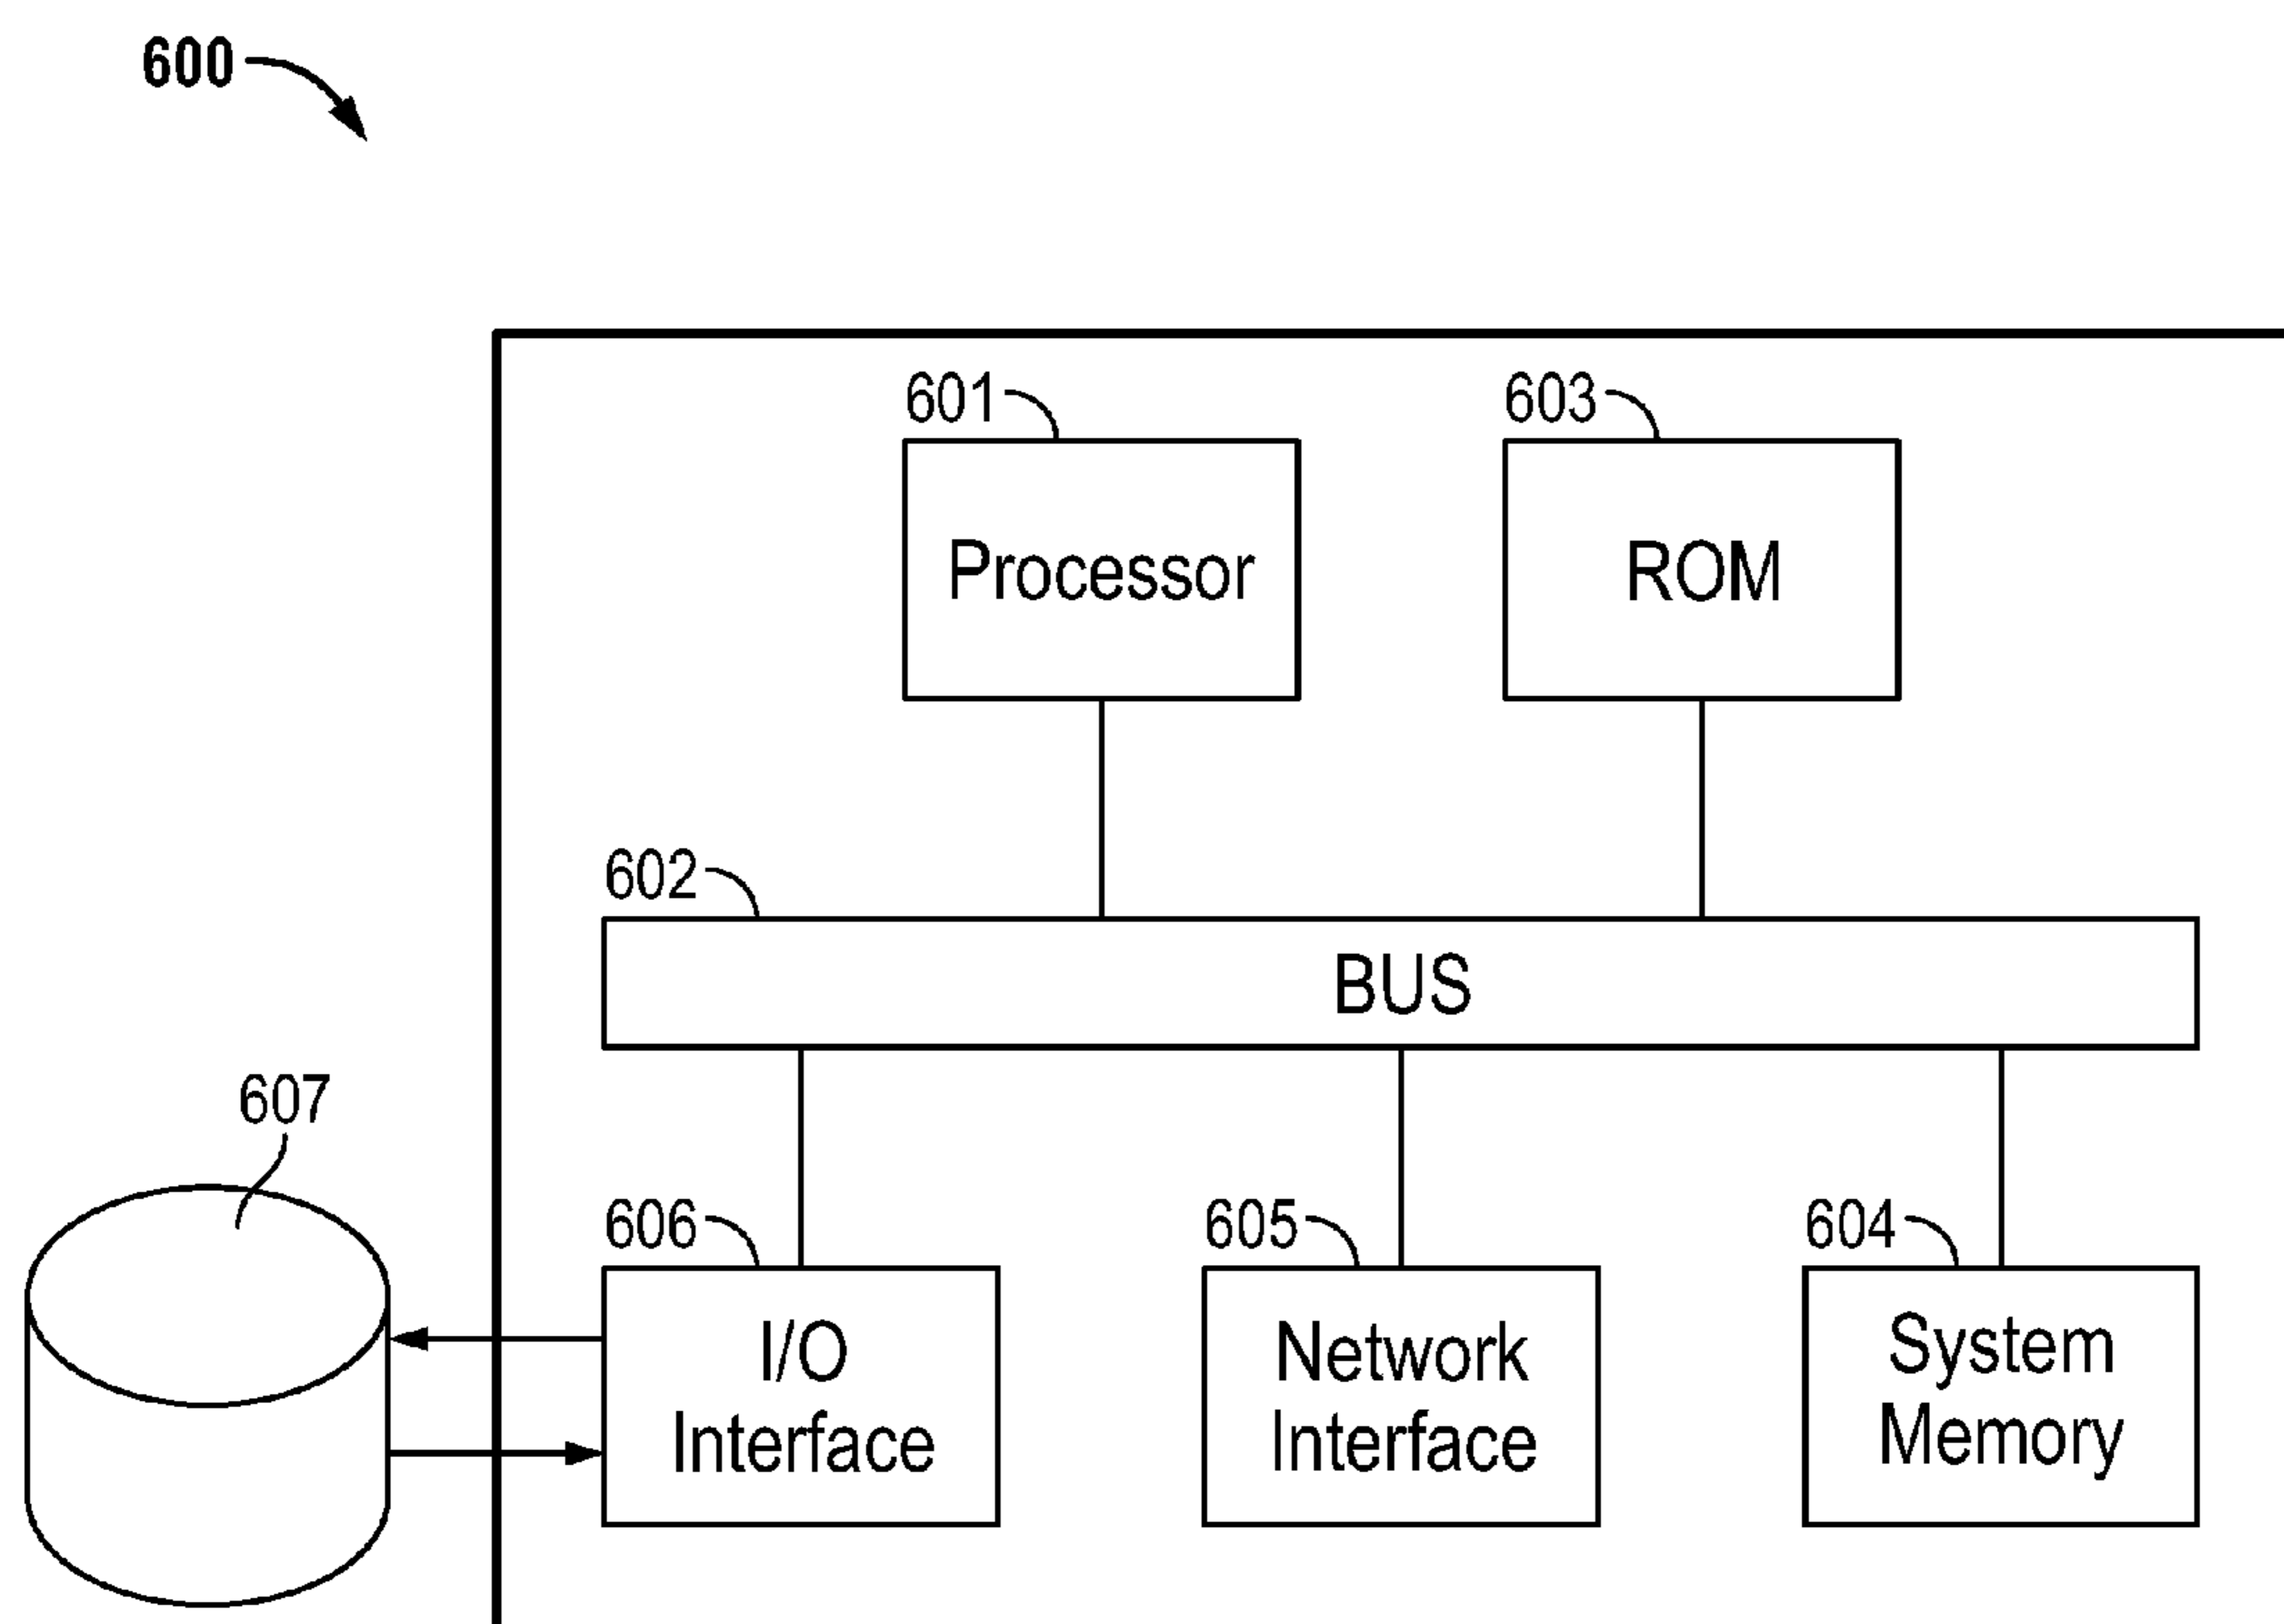 600
601
603
Processor
ROM
602
BUS
607
606
605
604
I/O
Interface
Network
Interface
System
Memory